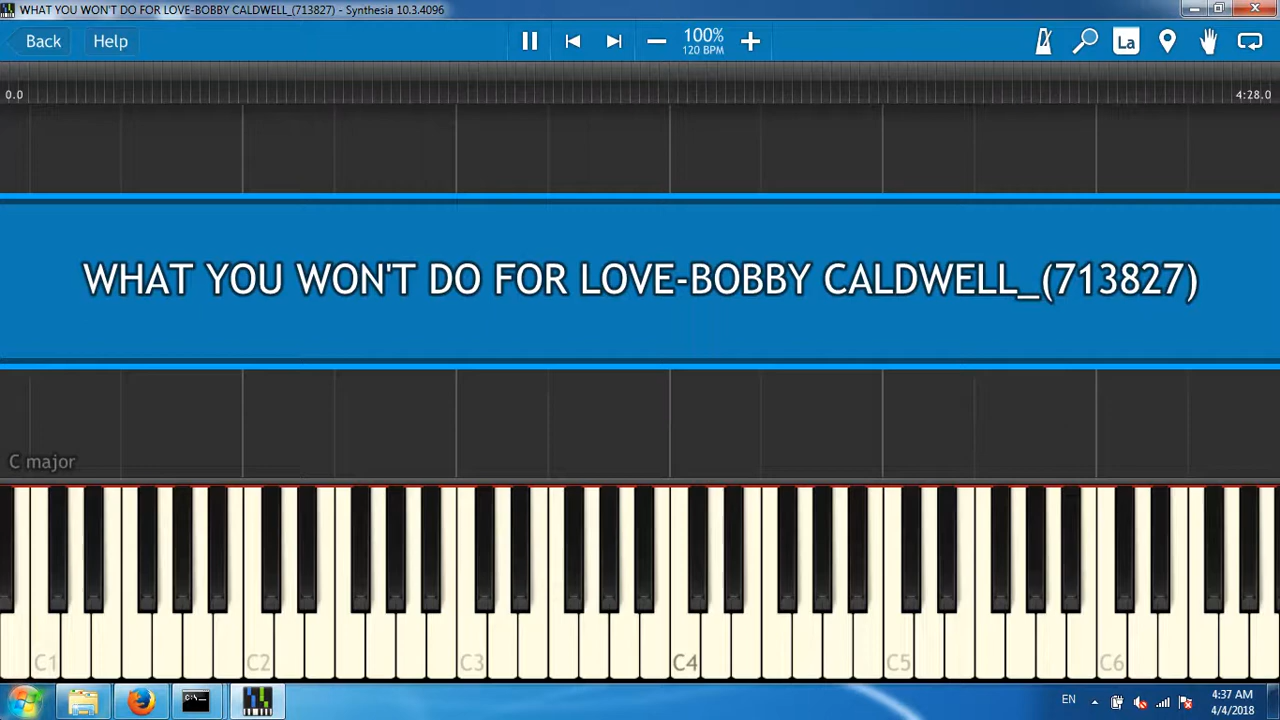 WHAT YOU WON'T DO FOR LOVE-BOBBY CALDWELL_(713827) - Synthesia 10.3.4096
Back Help 100% La
120 BPM
0.0 4:28.0
WHAT YOU WON'T DO FOR LOVE-BOBBY CALDWELL_(713827)
C major
C1 C2 C3 C4 C5 C6
EN 4:37 AM
4/4/2018